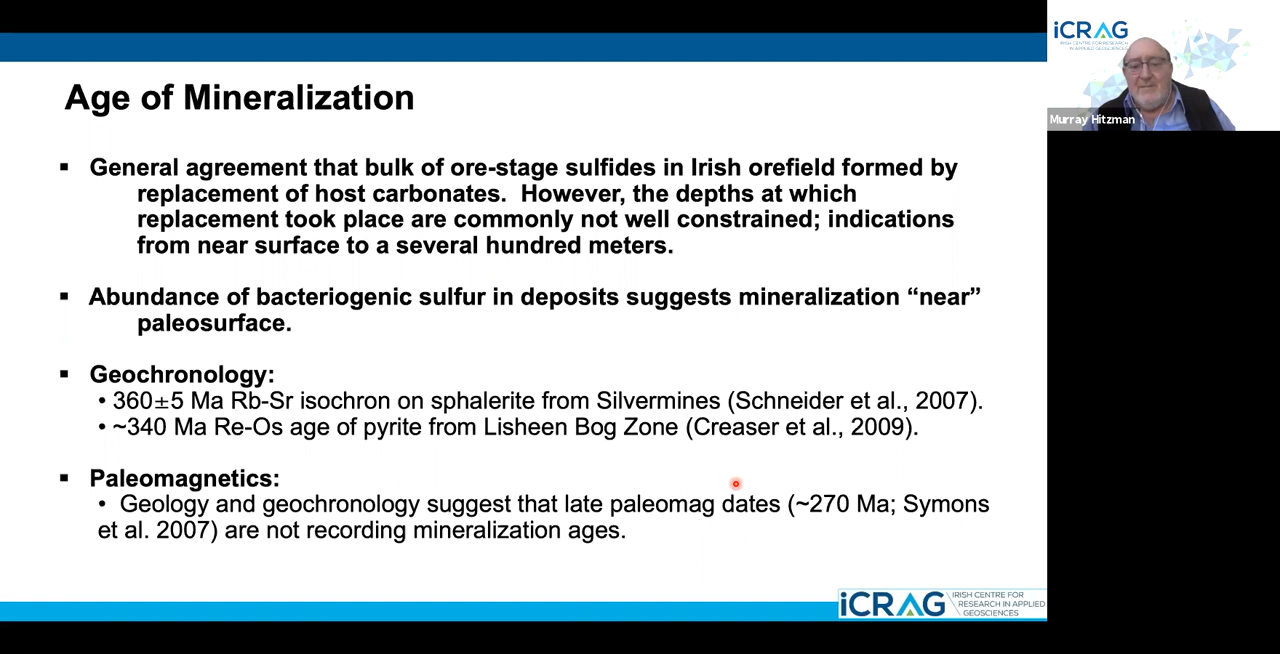 Age of Mineralization
▪ General agreement that bulk of ore-stage sulfides in Irish orefield formed by
replacement of host carbonates. However, the depths at which
replacement took place are commonly not well constrained; indications
from near surface to a several hundred meters.
▪ Abundance of bacteriogenic sulfur in deposits suggests mineralization “near”
paleosurface.
▪ Geochronology:
• 360±5 Ma Rb-Sr isochron on sphalerite from Silvermines (Schneider et al., 2007).
• ~340 Ma Re-Os age of pyrite from Lisheen Bog Zone (Creaser et al., 2009).
▪ Paleomagnetics:
• Geology and geochronology suggest that late paleomag dates (~270 Ma; Symons
et al. 2007) are not recording mineralization ages.
iCRAG
IRISH CENTRE FOR
RESEARCH IN APPLIED
GEOSCIENCES
iCRAG
IRISH CENTRE FOR RESEARCH
IN APPLIED GEOSCIENCES
Murray Hitzman